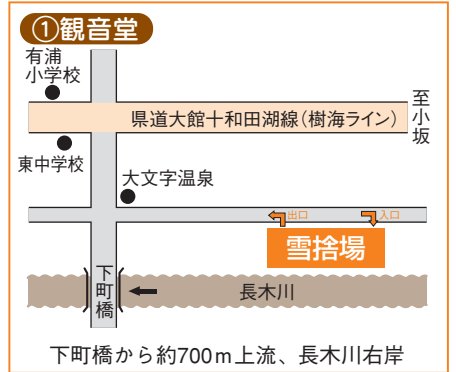 ①観音堂
有浦
小学校
県道大館十和田湖線(樹海ライン)
至小坂
東中学校
大文字温泉
出口
入口
雪捨場
下町橋
長木川
下町橋から約700m上流、長木川右岸